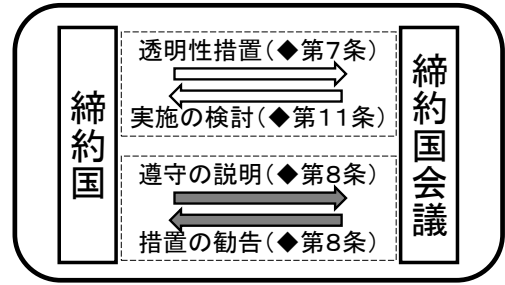 締約国
透明性措置(◆第7条)
実施の検討(◆第11条)
遵守の説明(◆第8条)
措置の勧告(◆第8条)
締約国会議